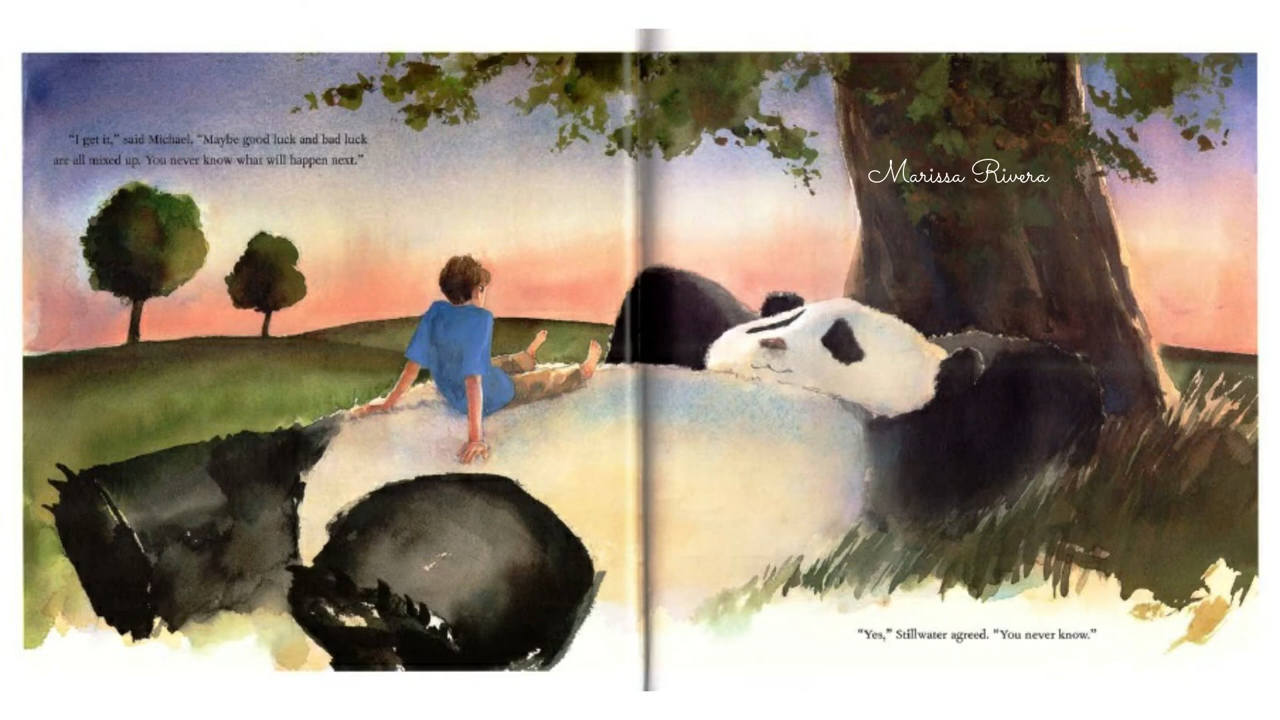 “I get it,” said Michael. “Maybe good luck and bad luck
are all mixed up. You never know what will happen next.”
Marissa Rivera
“Yes,” Stillwater agreed. “You never know.”